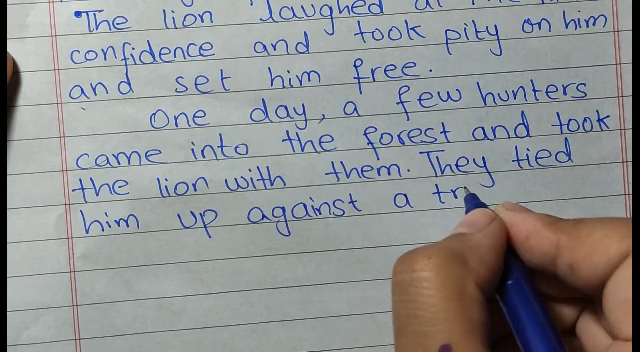 The lion laughed
confidence and took pity on him
and set him free.
One day, a few hunters
came into the forest and took
the lion with them. They tied
him up against a tr